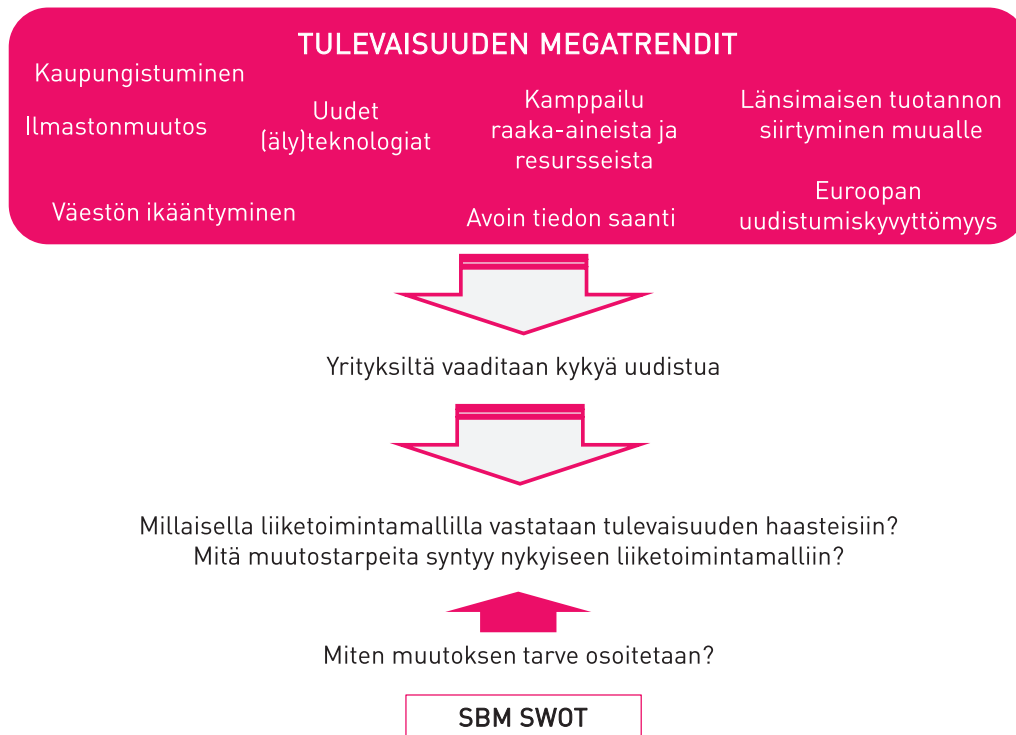 TULEVAISUUDEN MEGATRENDIT
Kaupungistuminen
Ilmastonmuutos
Uudet
(äly)teknologiat
Kamppailu
raaka-aineista ja
resursseista
Länsimaisen tuotannon
siirtyminen muualle
Väestön ikääntyminen
Avoin tiedon saanti
Euroopan
uudistumiskyvyttömyys
Yrityksiltä vaaditaan kykyä uudistua
Millaisella liiketoimintamallilla vastataan tulevaisuuden haasteisiin?
Mitä muutostarpeita syntyy nykyiseen liiketoimintamalliin?
Miten muutoksen tarve osoitetaan?
SBM SWOT